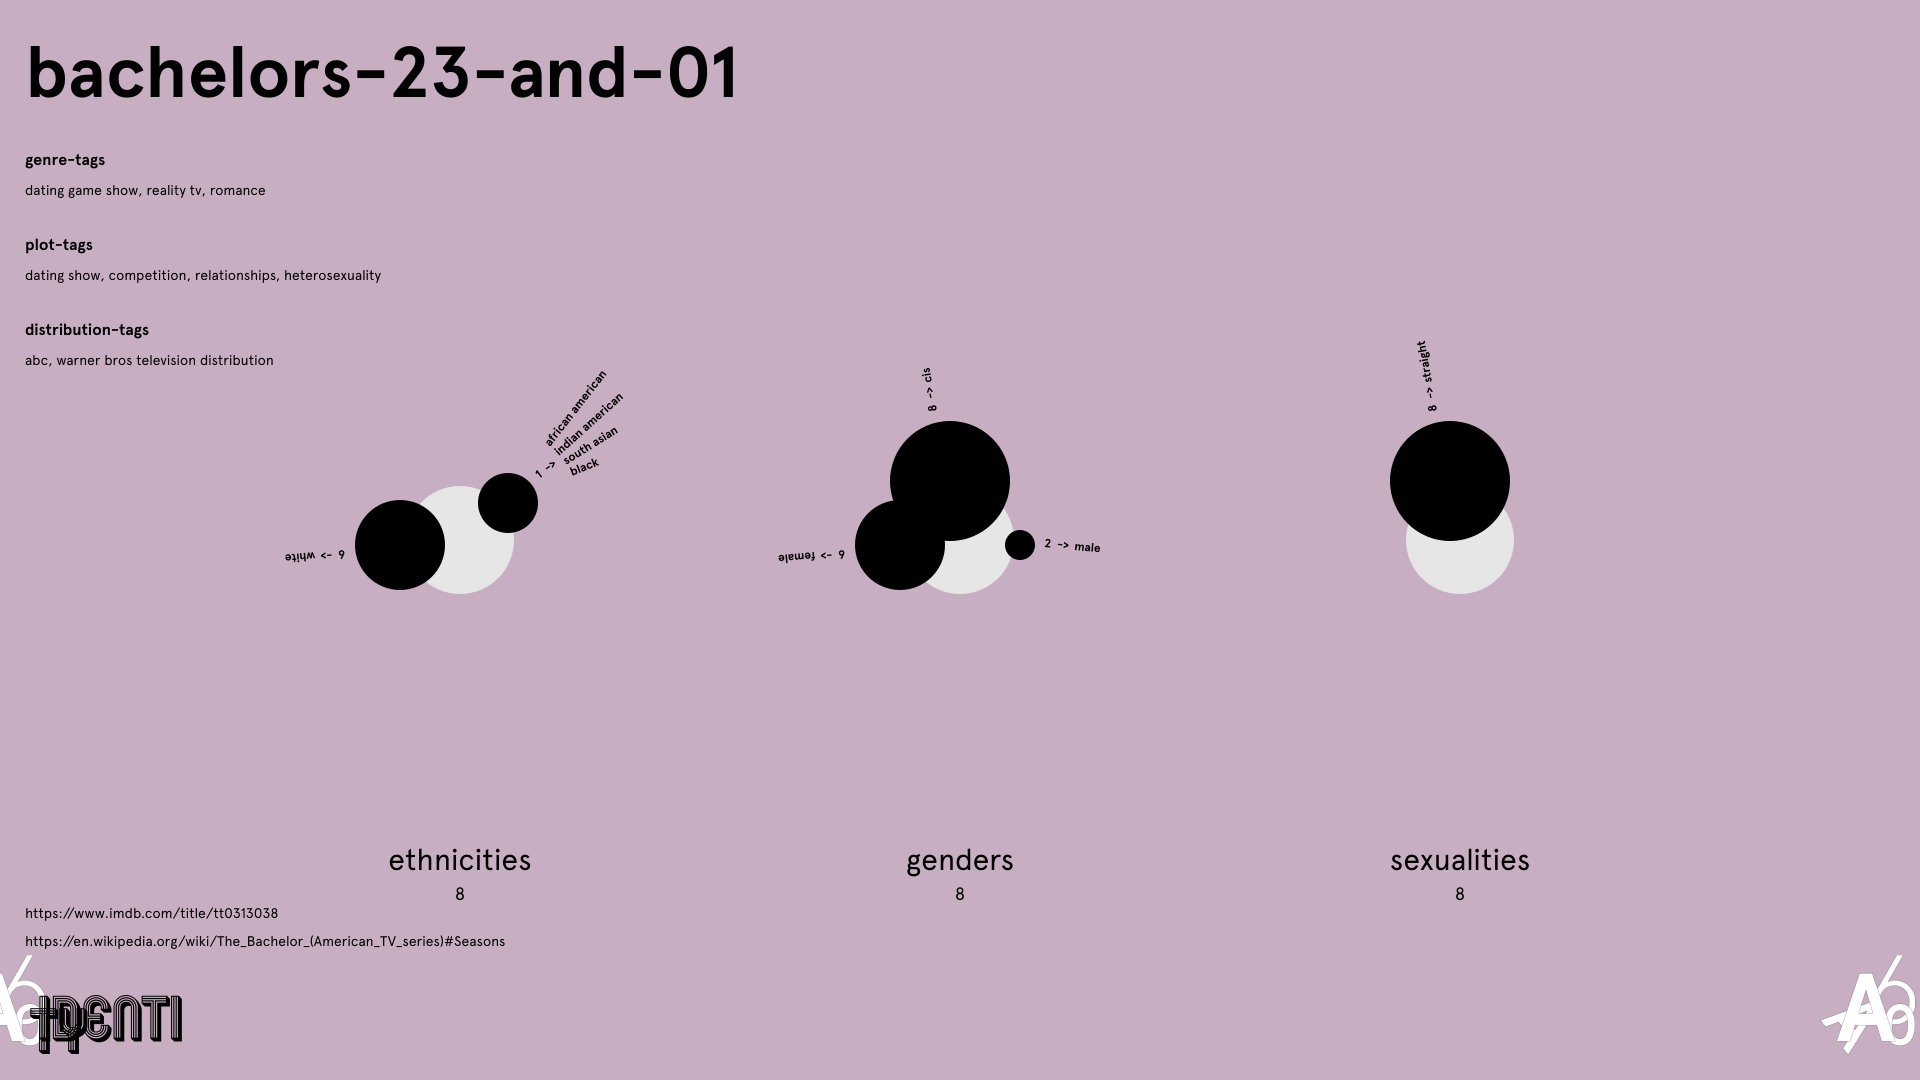 bachelors-23-and-01
genre-tags
dating game show, reality tv, romance
plot-tags
dating show, competition, relationships, heterosexuality
distribution-tags
abc, warner bros television distribution
6 -> white
1 ->
african american
indian american
south asian
black
8 -> cis
6 -> female
2 -> male
8 -> straight
ethnicities
8
genders
8
sexualities
8
https://www.imdb.com/title/tt0313038
https://en.wikipedia.org/wiki/The_Bachelor_(American_TV_series)#Seasons
IDENTI